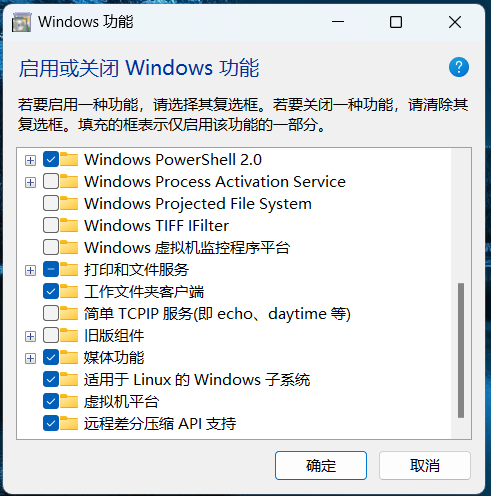 Windows 功能
启用或关闭 Windows 功能
若要启用一种功能，请选择其复选框。若要关闭一种功能，请清除其
复选框。填充的框表示仅启用该功能的一部分。
Windows PowerShell 2.0
Windows Process Activation Service
Windows Projected File System
Windows TIFF IFilter
Windows 虚拟机监控程序平台
打印和文件服务
工作文件夹客户端
简单 TCPIP 服务(即 echo、daytime 等)
旧版组件
媒体功能
适用于 Linux 的 Windows 子系统
虚拟机平台
远程差分压缩 API 支持
确定
取消